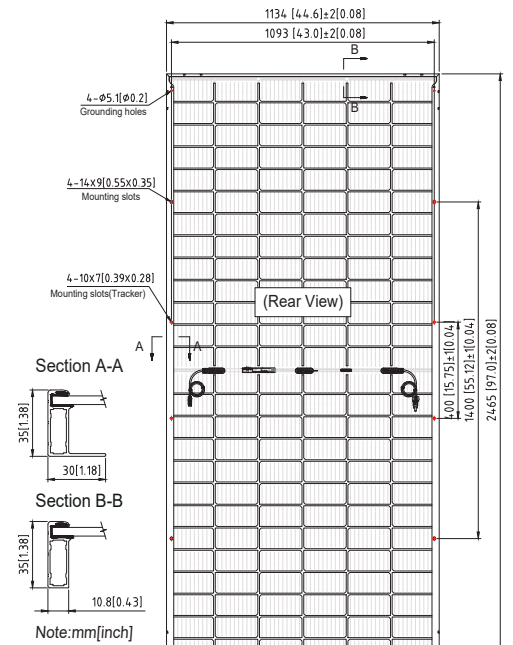 1134 [44.6]±2[0.08]
1093 [43.0]±2[0.08]
B
B
4-Ø5.1[Ø0.2]
Grounding holes
4-14x9[0.55x0.35]
Mounting slots
4-10x7[0.39x0.28]
Mounting slots(Tracker)
(Rear View)
A
A
400 [15.75]±1[0.04
1400 [55.12]±1[0.04]
2465 [97.0]±2[0.08]
Section A-A
35[1.38]
30[1.18]
Section B-B
35[1.38]
10.8[0.43]
Note:mm[inch]